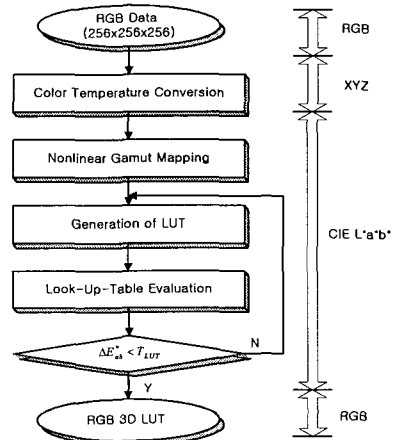 RGB Data
(256x256x256)
RGB
Color Temperature Conversion
XYZ
Nonlinear Gamut Mapping
Generation of LUT
CIE L*a*b*
Look-Up-Table Evaluation
ΔE*ab < TLUT
N
Y
RGB 3D LUT
RGB